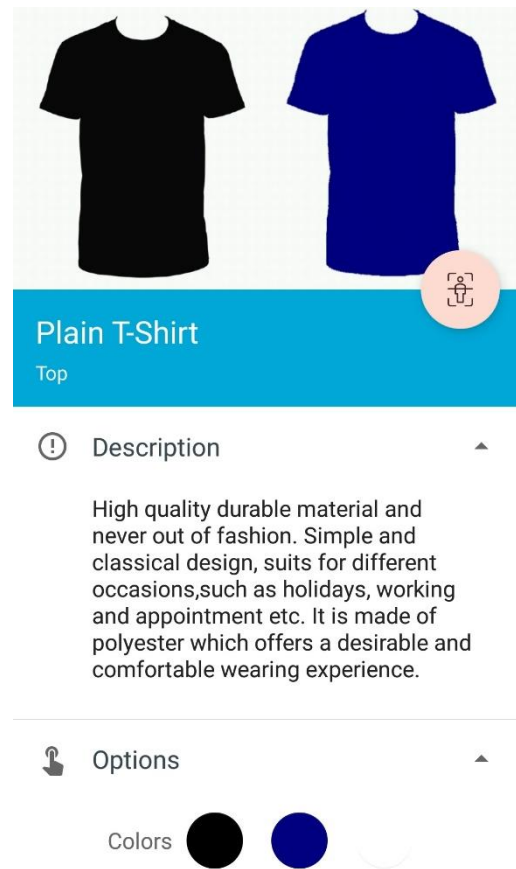 Plain T-Shirt
Top
Description
High quality durable material and
never out of fashion. Simple and
classical design, suits for different
occasions,such as holidays, working
and appointment etc. It is made of
polyester which offers a desirable and
comfortable wearing experience.
Options
Colors